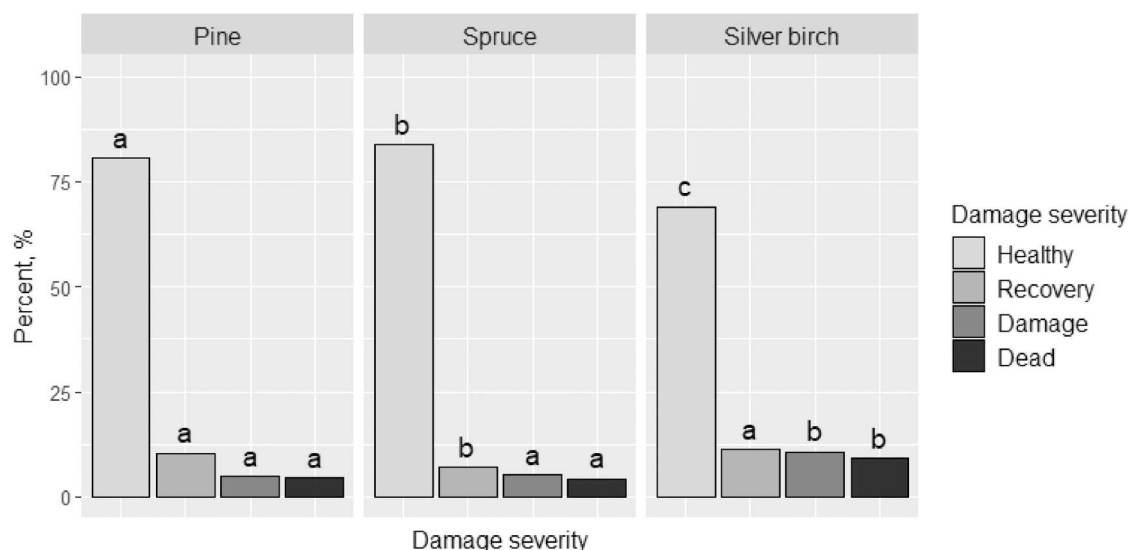 Pine
Spruce
Silver birch
Percent, %
100
75
50
25
0
a
a
a
a
b
b
a
a
c
a
b
b
Damage severity
Damage severity
Healthy
Recovery
Damage
Dead